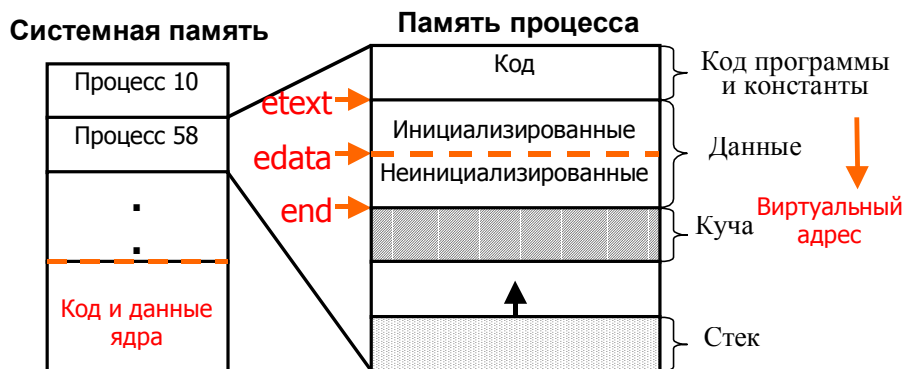 Системная память
Процесс 10
Процесс 58
.
.
Код и данные
ядра
Память процесса
Код
etext
Инициализированные
edata
Неинициализированные
end
Код программы
и константы
Данные
Куча
Виртуальный
адрес
Стек